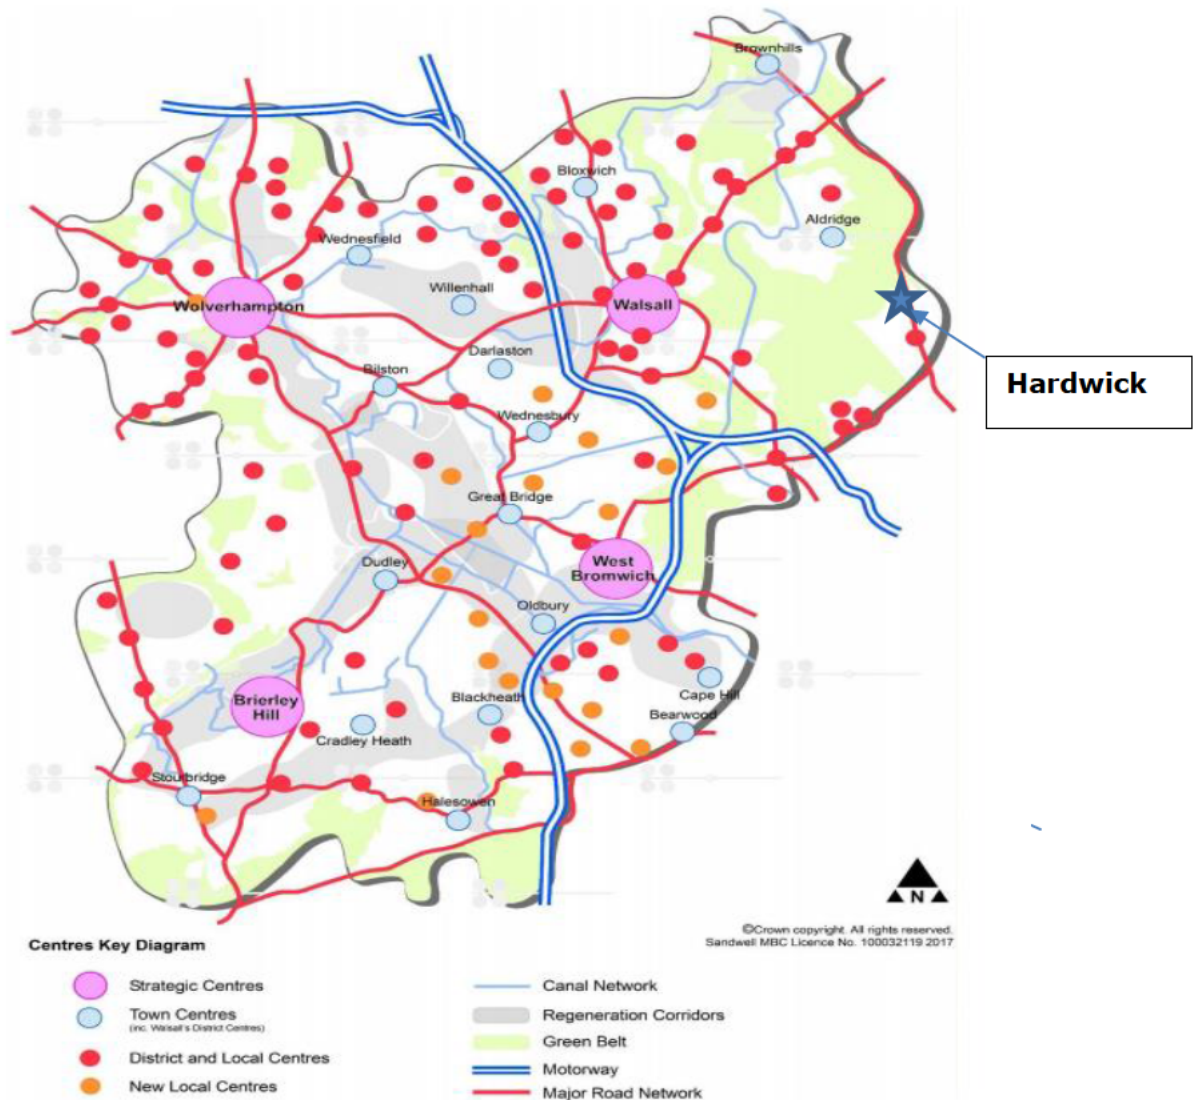 Brownhills
Bloxwich
Aldridge
Wednesfield
Willenhall
Wolverhampton
Walsall
Hardwick
Darlaston
Bilston
Wednesbury
Great Bridge
Dudley
West
Bromwich
Oldbury
Cape Hill
Brierley
Hill
Blackheath
Bearwood
Cradley Heath
Stourbridge
Halesowen
N
©Crown copyright. All rights reserved.
Sandwell MBC Licence No. 100032119 2017
Centres Key Diagram
Strategic Centres
Town Centres
(inc. Walsall's District Centres)
District and Local Centres
New Local Centres
Canal Network
Regeneration Corridors
Green Belt
Motorway
Major Road Network